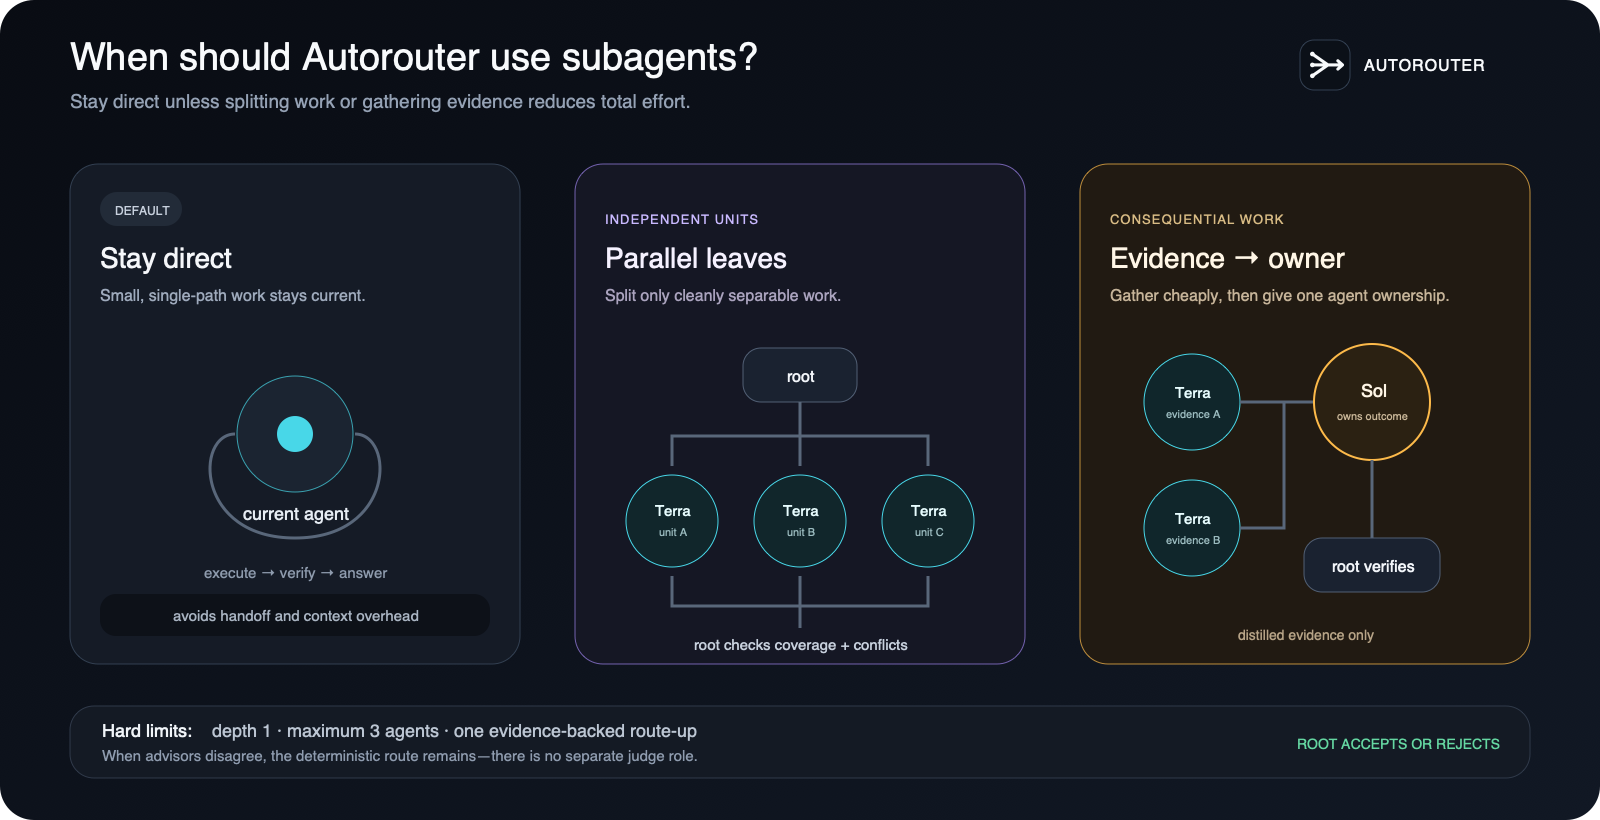 When should Autorouter use subagents?
Stay direct unless splitting work or gathering evidence reduces total effort.
AUTOROUTER
DEFAULT
Stay direct
Small, single-path work stays current.
current agent
execute → verify → answer
avoids handoff and context overhead
INDEPENDENT UNITS
Parallel leaves
Split only cleanly separable work.
root
Terra
unit A
Terra
unit B
Terra
unit C
root checks coverage + conflicts
CONSEQUENTIAL WORK
Evidence → owner
Gather cheaply, then give one agent ownership.
Terra
evidence A
Sol
owns outcome
Terra
evidence B
root verifies
distilled evidence only
Hard limits: depth 1 · maximum 3 agents · one evidence-backed route-up
When advisors disagree, the deterministic route remains—there is no separate judge role.
ROOT ACCEPTS OR REJECTS